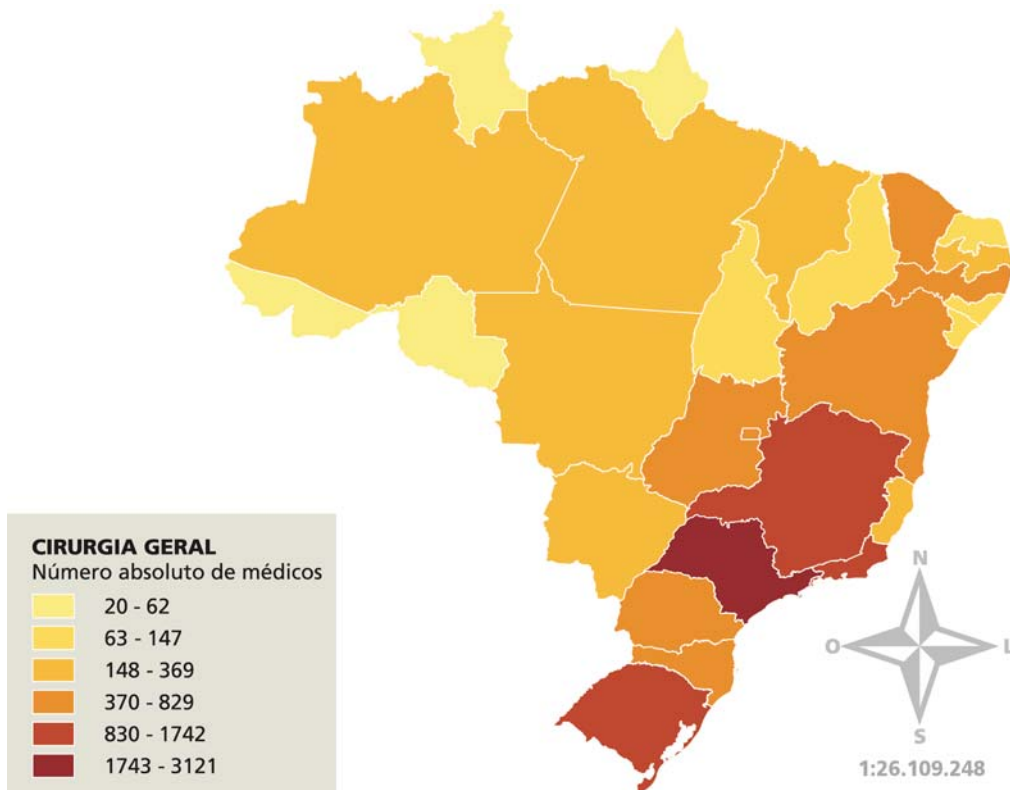 CIRURGIA GERAL
Número absoluto de médicos
20 - 62
63 - 147
148 - 369
370 - 829
830 - 1742
1743 - 3121
N
O
L
S
1:26.109.248